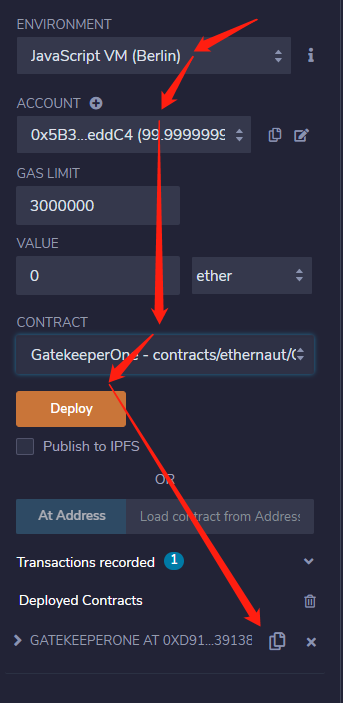 ENVIRONMENT
JavaScript VM (Berlin)
ACCOUNT
0x5B3...eddC4 (99.9999999
GAS LIMIT
3000000
VALUE
0 ether
CONTRACT
GatekeeperOne - contracts/ethernaut/G
Deploy
Publish to IPFS
OR
At Address Load contract from Address
Transactions recorded 1
Deployed Contracts
GATEKEEPERONE AT 0XD91...39138